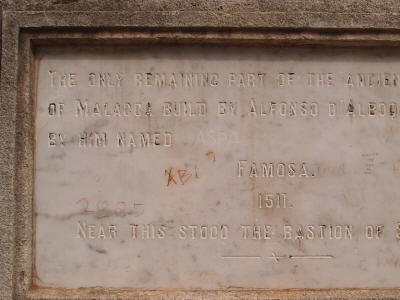 THE ONLY REMAINING PART OF THE ANCIEN
OF MALACCA BUILD BY ALFONSO D'ALBOQ
BY HIM NAMED
FAMOSA.
1511.
NEAR THIS STOOD THE BASTION OF